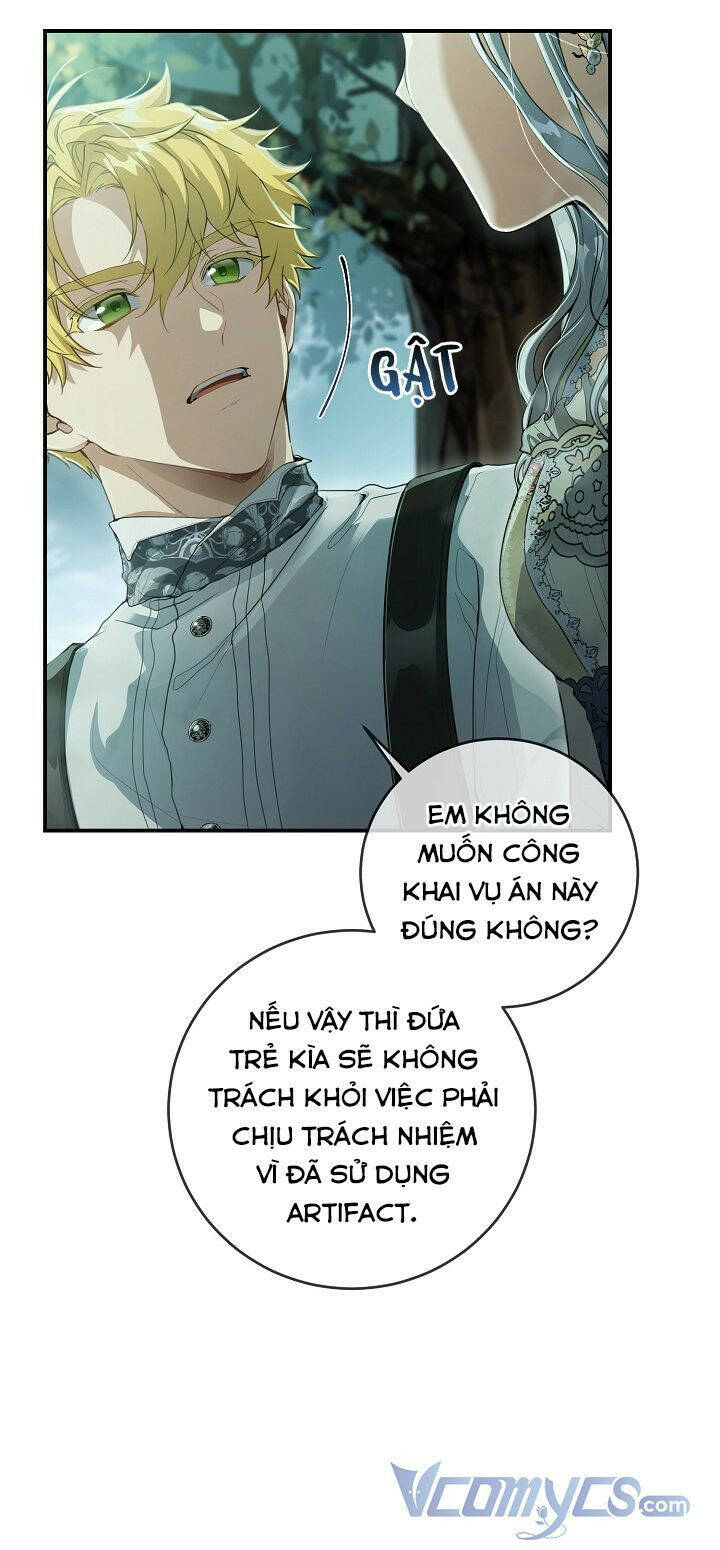 GẬT
EM KHÔNG
MUỐN CÔNG
KHAI VỤ ÁN NÀY
ĐÚNG KHÔNG?
NẾU VẬY THÌ ĐỨA
TRẺ KÌA SẼ KHÔNG
TRÁCH KHỎI VIỆC PHẢI
CHỊU TRÁCH NHIỆM
VÌ ĐÃ SỬ DỤNG
ARTIFACT.
VCOMYCS.com